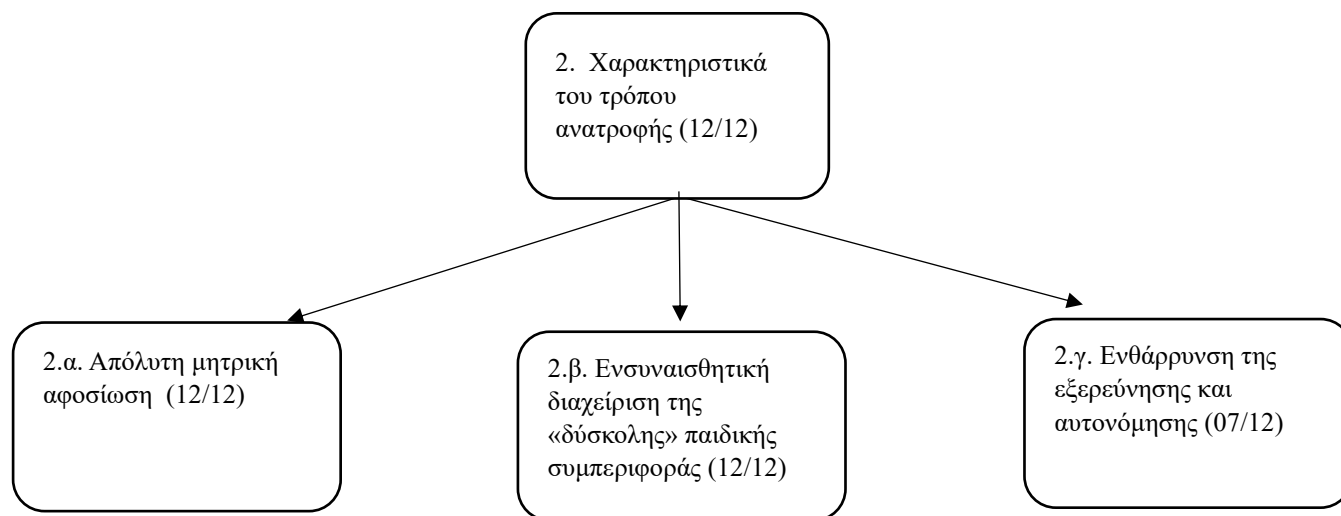 2. Χαρακτηριστικά
του τρόπου
ανατροφής (12/12)
2.α. Απόλυτη μητρική
αφοσίωση (12/12)
2.β. Ενσυναισθητική
διαχείριση της
«δύσκολης» παιδικής
συμπεριφοράς (12/12)
2.γ. Ενθάρρυνση της
εξερεύνησης και
αυτονόμησης (07/12)